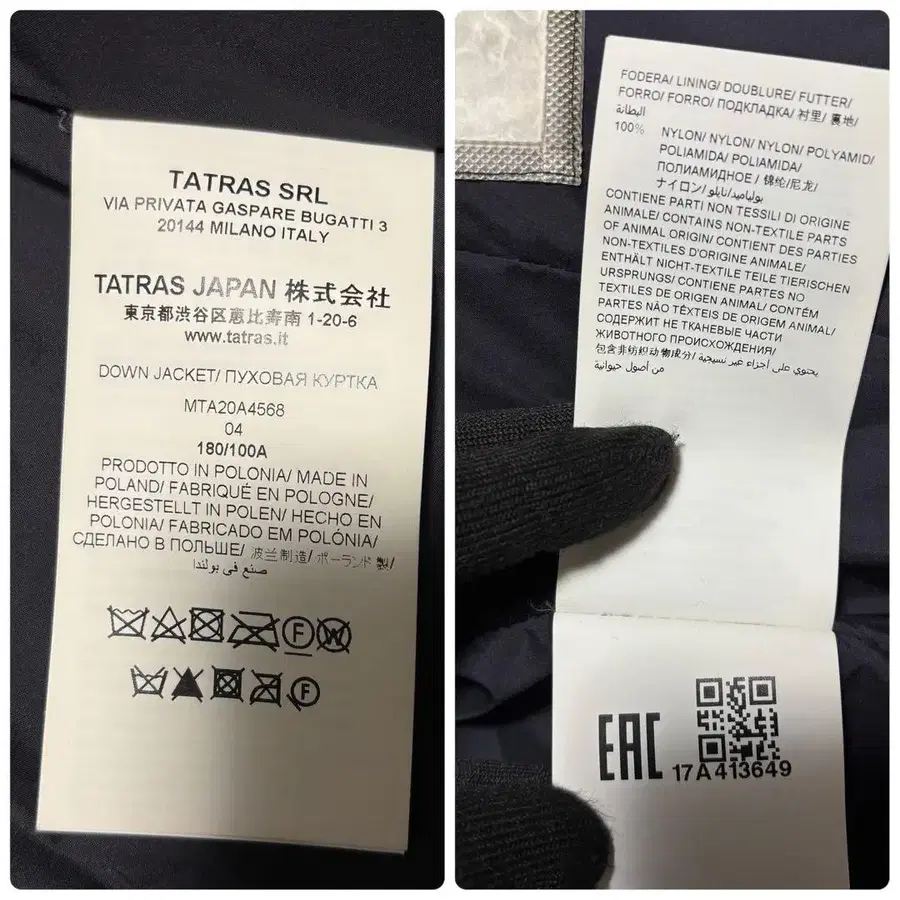 TATRAS SRL
VIA PRIVATA GASPARE BUGATTI 3
20144 MILANO ITALY
TATRAS JAPAN 株式会社
東京都渋谷区恵比寿南 1-20-6
www.tatras.it
DOWN JACKET/ ПУХОВАЯ КУРТКА
MTA20A4568
04
180/100A
PRODOTTO IN POLONIA/ MADE IN
POLAND/ FABRIQUÉ EN POLOGNE/
HERGESTELLT IN POLEN/ HECHO EN
POLONIA/ FABRICADO EM POLÓNIA/
СДЕЛАНО В ПОЛЬШЕ/ 波兰制造/ ポーランド 製/
صنع في بولندا
F W
F
FODERA/ LINING/ DOUBLURE/ FUTTER/
FORRO/ FORRO/ ПОДКЛАДКА/ 衬里/ 裏地/
البطانة
100% NYLON/ NYLON/ NYLON/ POLYAMID/
POLIAMIDA/ POLIAMIDA/
ПОЛИАМИДНОЕ / 锦纶/尼龙/
ナイロン/ بولياميد/نايلو
CONTIENE PARTI NON TESSILI DI ORIGINE
ANIMALE/ CONTAINS NON-TEXTILE PARTS
OF ANIMAL ORIGIN/ CONTIENT DES PARTIES
NON-TEXTILES D'ORIGINE ANIMALE/
ENTHÄLT NICHT-TEXTILE TEILE TIERISCHEN
URSPRUNGS/ CONTIENE PARTES NO
TEXTILES DE ORIGEN ANIMAL/ CONTÉM
PARTES NÃO TÊXTEIS DE ORIGEM ANIMAL/
СОДЕРЖИТ НЕ ТКАНЕВЫЕ ЧАСТИ
ЖИВОТНОГО ПРОИСХОЖДЕНИЯ/
包含非纺织动物成分/ يحتوي على أجزاء غير نسيجية
من أصول حيوانية
EAC
17A413649